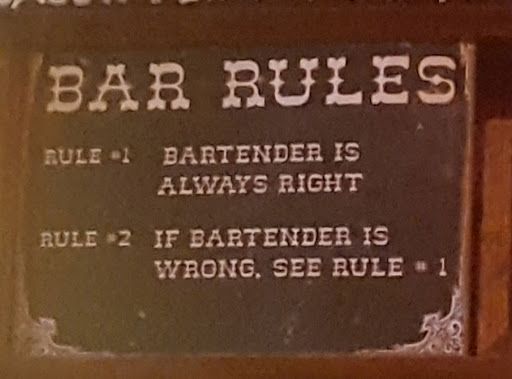 BAR RULES
RULE #1 BARTENDER IS
ALWAYS RIGHT
RULE #2 IF BARTENDER IS
WRONG, SEE RULE # 1